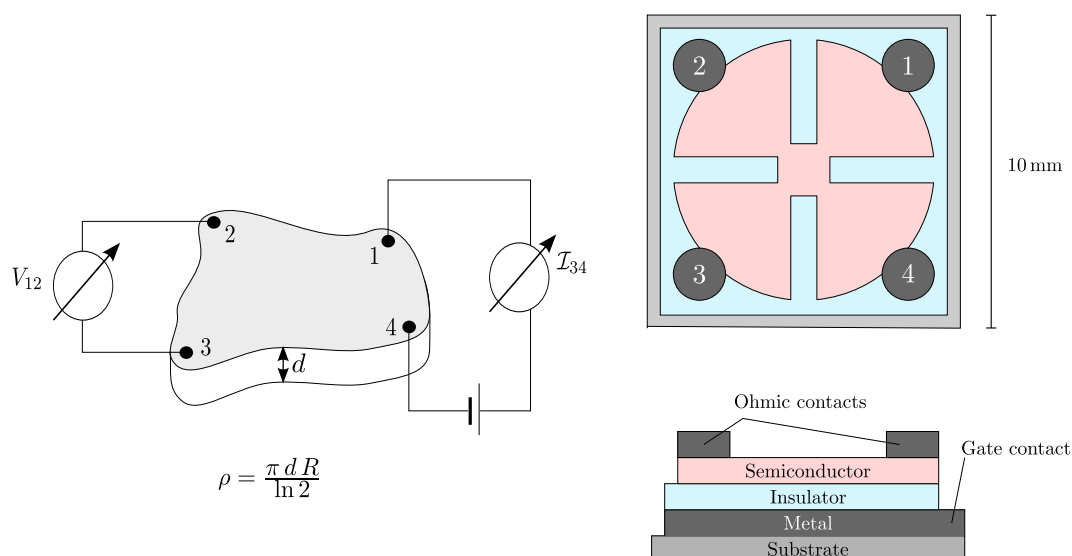 2
1
V₁₂
3
4
d
ℐ₃₄
ρ = π d R / ln 2
2
1
3
4
10 mm
Ohmic contacts
Gate contact
Semiconductor
Insulator
Metal
Substrate